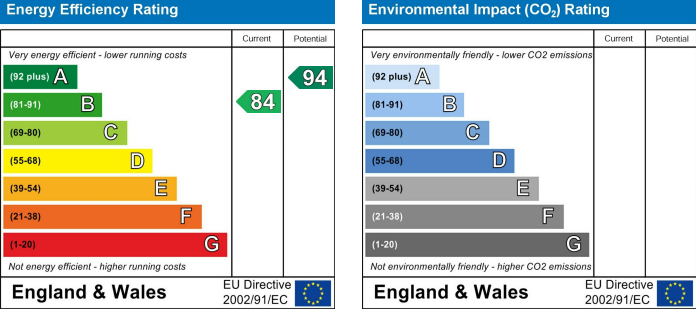 Energy Efficiency Rating
Current Potential
Very energy efficient - lower running costs
(92 plus) A
94
(81-91) B
84
(69-80) C
(55-68) D
(39-54) E
(21-38) F
(1-20) G
Not energy efficient - higher running costs
England & Wales
EU Directive
2002/91/EC
Environmental Impact (CO₂) Rating
Current Potential
Very environmentally friendly - lower CO2 emissions
(92 plus) A
(81-91) B
(69-80) C
(55-68) D
(39-54) E
(21-38) F
(1-20) G
Not environmentally friendly - higher CO2 emissions
England & Wales
EU Directive
2002/91/EC